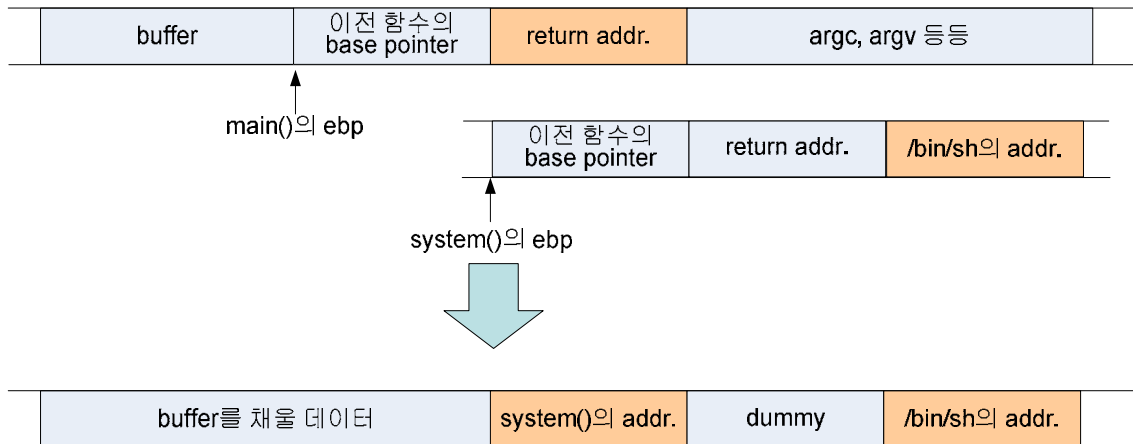 buffer
이전 함수의
base pointer
return addr.
argc, argv 등등
main()의 ebp
이전 함수의
base pointer
return addr.
/bin/sh의 addr.
system()의 ebp
buffer를 채울 데이터
system()의 addr.
dummy
/bin/sh의 addr.